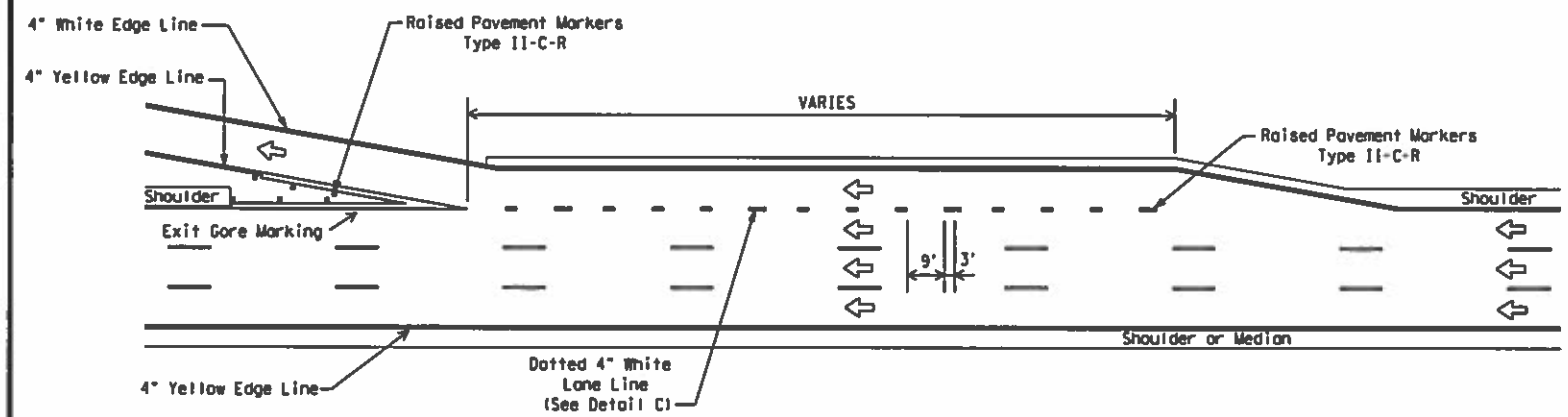 4" White Edge Line
Raised Pavement Markers
Type II-C-R
4" Yellow Edge Line
VARIES
Raised Pavement Markers
Type II-C-R
Shoulder
Shoulder
Exit Gore Marking
9'
3'
Shoulder or Median
4" Yellow Edge Line
Dotted 4" White
Lane Line
(See Detail C)